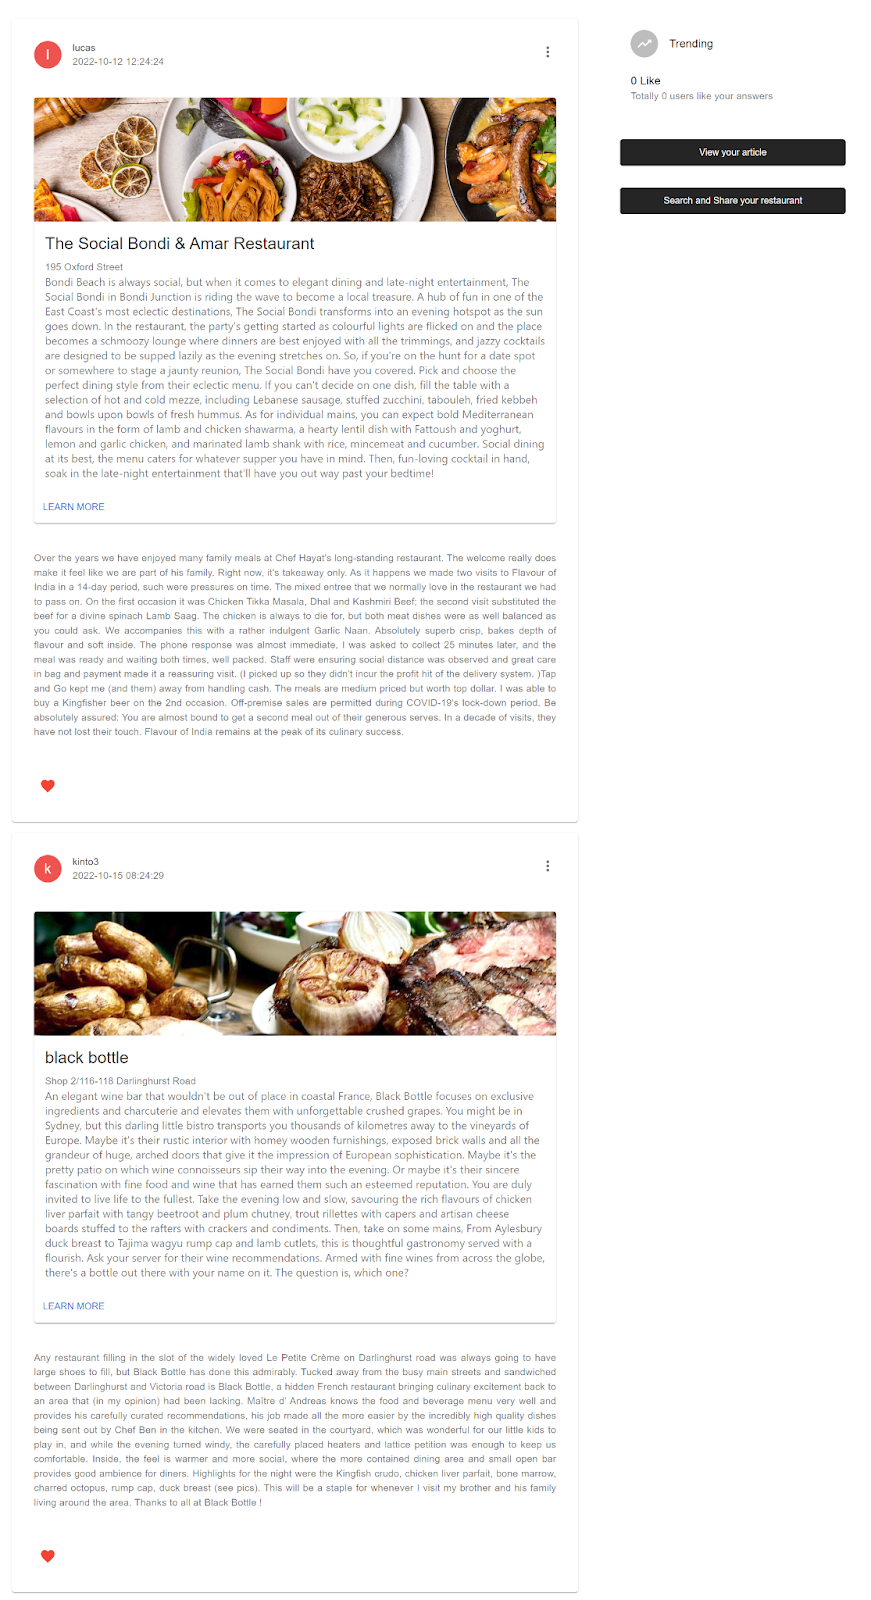 l
lucas
2022-10-12 12:24:24
The Social Bondi & Amar Restaurant
195 Oxford Street
Bondi Beach is always social, but when it comes to elegant dining and late-night entertainment, The
Social Bondi in Bondi Junction is riding the wave to become a local treasure. A hub of fun in one of the
East Coast's most eclectic destinations, The Social Bondi transforms into an evening hotspot as the sun
goes down. In the restaurant, the party's getting started as colourful lights are flicked on and the place
becomes a schmoozy lounge where dinners are best enjoyed with all the trimmings, and jazzy cocktails
are designed to be supped lazily as the evening stretches on. So, if you're on the hunt for a date spot
or somewhere to stage a jaunty reunion, The Social Bondi have you covered. Pick and choose the
perfect dining style from their eclectic menu. If you can't decide on one dish, fill the table with a
selection of hot and cold mezze, including Lebanese sausage, stuffed zucchini, tabouleh, fried kebbeh
and bowls upon bowls of fresh hummus. As for individual mains, you can expect bold Mediterranean
flavours in the form of lamb and chicken shawarma, a hearty lentil dish with Fattoush and yoghurt,
lemon and garlic chicken, and marinated lamb shank with rice, mincemeat and cucumber. Social dining
at its best, the menu caters for whatever supper you have in mind. Then, fun-loving cocktail in hand,
soak in the late-night entertainment that'll have you out way past your bedtime!
LEARN MORE
Over the years we have enjoyed many family meals at Chef Hayat's long-standing restaurant. The welcome really does
make it feel like we are part of his family. Right now, it's takeaway only. As it happens we made two visits to Flavour of
India in a 14-day period, such were pressures on time. The mixed entree that we normally love in the restaurant we had
to pass on. On the first occasion it was Chicken Tikka Masala, Dhal and Kashmiri Beef; the second visit substituted the
beef for a divine spinach Lamb Saag. The chicken is always to die for, but both meat dishes were as well balanced as
you could ask. We accompanies this with a rather indulgent Garlic Naan. Absolutely superb crisp, bakes depth of
flavour and soft inside. The phone response was almost immediate, I was asked to collect 25 minutes later, and the
meal was ready and waiting both times, well packed. Staff were ensuring social distance was observed and great care
in bag and payment made it a reassuring visit. (I picked up so they didn't incur the profit hit of the delivery system. )Tap
and Go kept me (and them) away from handling cash. The meals are medium priced but worth top dollar. I was able to
buy a Kingfisher beer on the 2nd occasion. Off-premise sales are permitted during COVID-19's lock-down period. Be
absolutely assured: You are almost bound to get a second meal out of their generous serves. In a decade of visits, they
have not lost their touch. Flavour of India remains at the peak of its culinary success.
k
kinto3
2022-10-15 08:24:29
black bottle
Shop 2/116-118 Darlinghurst Road
An elegant wine bar that wouldn't be out of place in coastal France, Black Bottle focuses on exclusive
ingredients and charcuterie and elevates them with unforgettable crushed grapes. You might be in
Sydney, but this darling little bistro transports you thousands of kilometres away to the vineyards of
Europe. Maybe it's their rustic interior with homey wooden furnishings, exposed brick walls and all the
grandeur of huge, arched doors that give it the impression of European sophistication. Maybe it's the
pretty patio on which wine connoisseurs sip their way into the evening. Or maybe it's their sincere
fascination with fine food and wine that has earned them such an esteemed reputation. You are duly
invited to live life to the fullest. Take the evening low and slow, savouring the rich flavours of chicken
liver parfait with tangy beetroot and plum chutney, trout rillettes with capers and artisan cheese
boards stuffed to the rafters with crackers and condiments. Then, take on some mains, From Aylesbury
duck breast to Tajima wagyu rump cap and lamb cutlets, this is thoughtful gastronomy served with a
flourish. Ask your server for their wine recommendations. Armed with fine wines from across the globe,
there's a bottle out there with your name on it. The question is, which one?
LEARN MORE
Any restaurant filling in the slot of the widely loved Le Petite Crème on Darlinghurst road was always going to have
large shoes to fill, but Black Bottle has done this admirably. Tucked away from the busy main streets and sandwiched
between Darlinghurst and Victoria road is Black Bottle, a hidden French restaurant bringing culinary excitement back to
an area that (in my opinion) had been lacking. Maître d' Andreas knows the food and beverage menu very well and
provides his carefully curated recommendations, his job made all the more easier by the incredibly high quality dishes
being sent out by Chef Ben in the kitchen. We were seated in the courtyard, which was wonderful for our little kids to
play in, and while the evening turned windy, the carefully placed heaters and lattice petition was enough to keep us
comfortable. Inside, the feel is warmer and more social, where the more contained dining area and small open bar
provides good ambience for diners. Highlights for the night were the Kingfish crudo, chicken liver parfait, bone marrow,
charred octopus, rump cap, duck breast (see pics). This will be a staple for whenever I visit my brother and his family
living around the area. Thanks to all at Black Bottle !
Trending
0 Like
Totally 0 users like your answers
View your article
Search and Share your restaurant